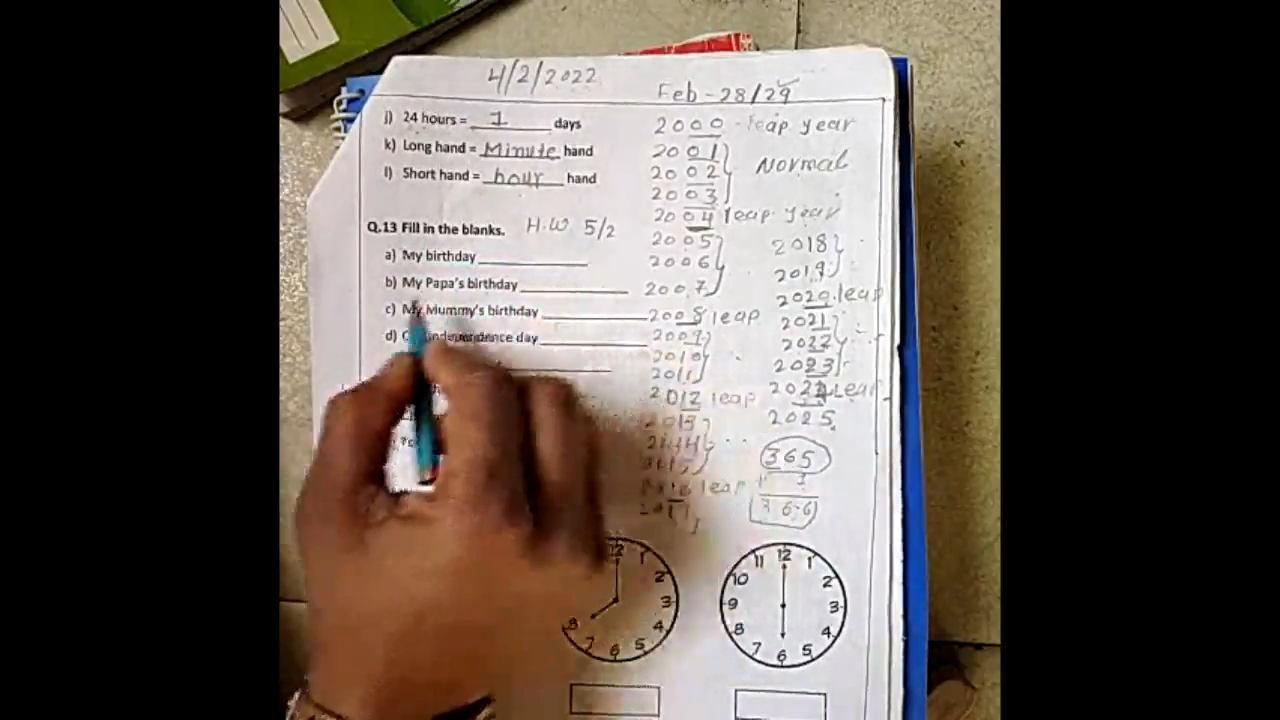 4/2/2022
Feb - 28/29
j) 24 hours = 1 days
k) Long hand = Minute hand
l) Short hand = hour hand
Q.13 Fill in the blanks. H.W 5/2
a) My birthday
b) My Papa's birthday
c) My Mummy's birthday
d) independence day
2000 - leap year
2001
2002
2003
Normal
2004 leap year
2005
2006
2007
2008 leap
2009
2010
2011
2012 leap
2013
leap
2018
2019
2020 leap
2021
2022
2023
2024 Leap
2025
365
1
366
12 1 2 3 4 5 6 7 8
11 12 1 2 3 4 5 6 7 8 9 10